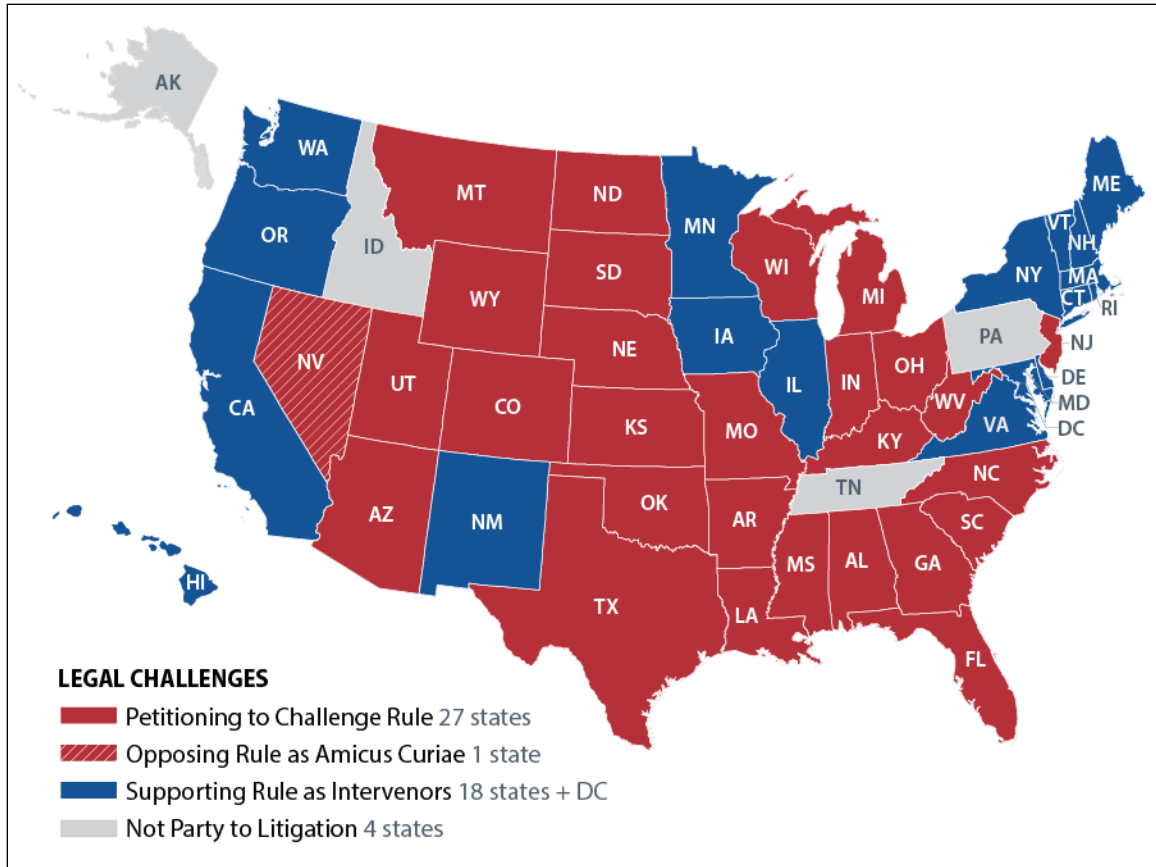 AK
WA
MT
ND
MN
ME
VT
NH
OR
ID
SD
WI
MI
NY
MA
CT
RI
WY
IA
PA
NJ
NE
NV
UT
CO
IL
IN
OH
DE
MD
DC
CA
KS
MO
WV
VA
KY
NC
TN
AZ
NM
OK
AR
SC
MS
AL
GA
HI
TX
LA
FL
LEGAL CHALLENGES
Petitioning to Challenge Rule 27 states
Opposing Rule as Amicus Curiae 1 state
Supporting Rule as Intervenors 18 states + DC
Not Party to Litigation 4 states